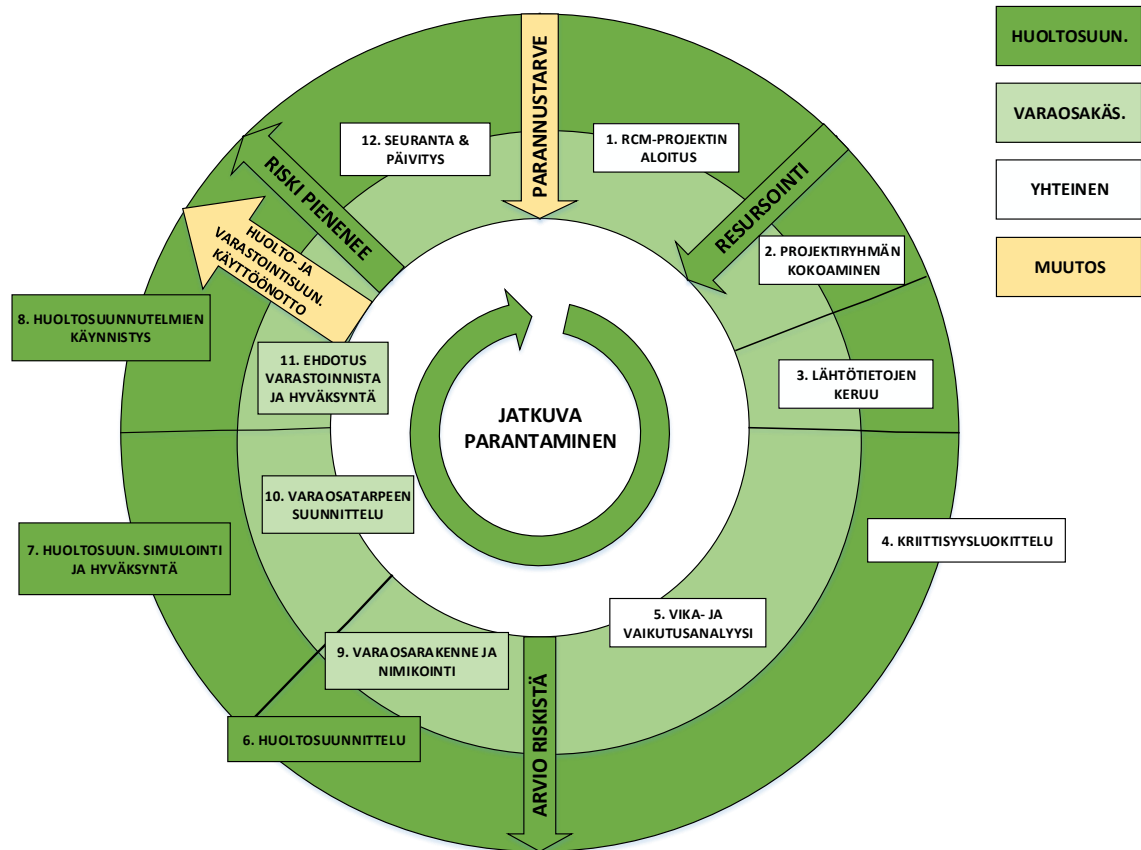 HUOLTOSUUN.
VARAOSAKÄS.
YHTEINEN
MUUTOS
PARANNUSTARVE
1. RCM-PROJEKTIN
ALOITUS
RESURSOINTI
2. PROJEKTIRYHMÄN
KOKOAMINEN
3. LÄHTÖTIETOJEN
KERUU
4. KRIITTISYYSLUOKITTELU
5. VIKA- JA
VAIKUTUSANALYYSI
ARVIO RISKISTÄ
6. HUOLTOSUUNNITTELU
7. HUOLTOSUUN. SIMULOINTI
JA HYVÄKSYNTÄ
8. HUOLTOSUUNNUTELMIEN
KÄYNNISTYS
9. VARAOSARAKENNE JA
NIMIKOINTI
10. VARAOSATARPEEN
SUUNNITTELU
11. EHDOTUS
VARASTOINNISTA
JA HYVÄKSYNTÄ
HUOLTO- JA
VARASTOINTISUUN.
KÄYTTÖÖNOTTO
RISKI PIENENEE
12. SEURANTA &
PÄIVITYS
JATKUVA
PARANTAMINEN